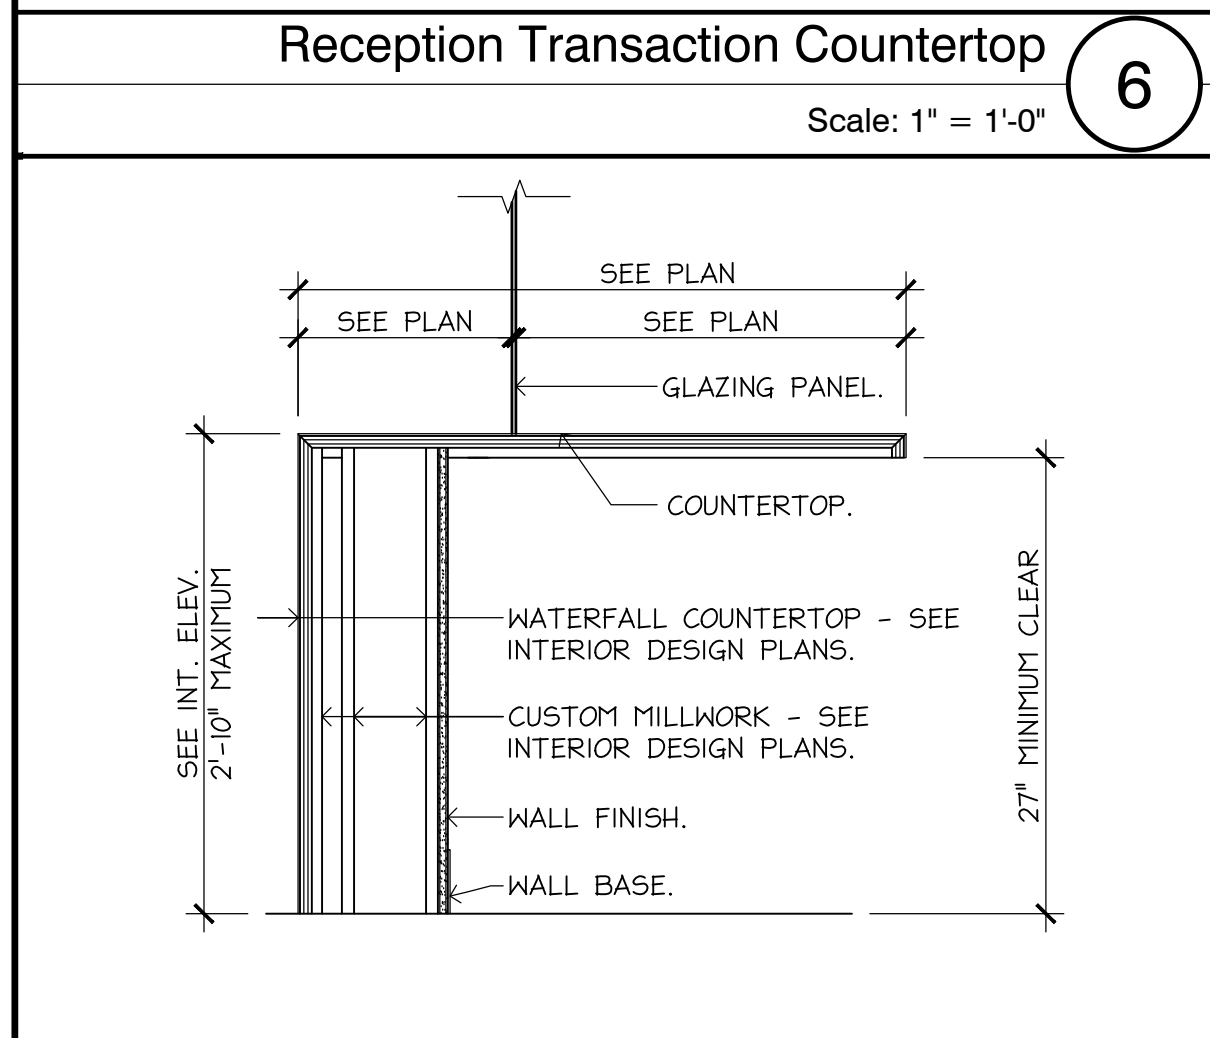 Reception Transaction Countertop
6
Scale: 1" = 1'-0"
SEE PLAN
SEE PLAN
SEE PLAN
GLAZING PANEL.
COUNTERTOP.
SEE INT. ELEV.
2'-10" MAXIMUM
WATERFALL COUNTERTOP - SEE
INTERIOR DESIGN PLANS.
27" MINIMUM CLEAR
CUSTOM MILLWORK - SEE
INTERIOR DESIGN PLANS.
WALL FINISH.
WALL BASE.